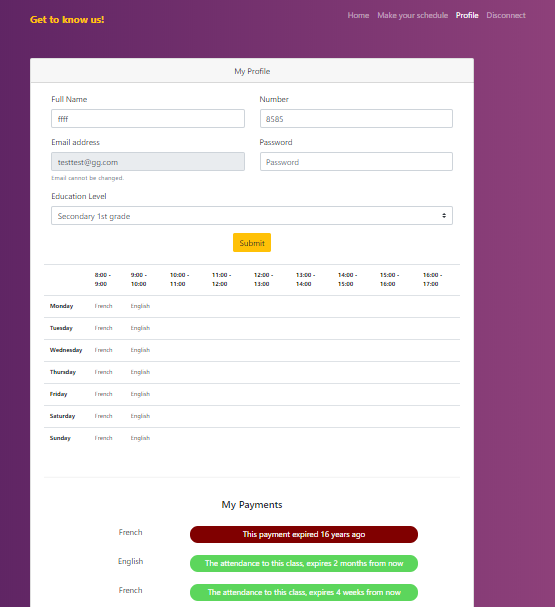 Get to know us!
Home Make your schedule Profile Disconnect
My Profile
Full Name Number
ffff 8585
Email address Password
testtest@gg.com Password
Email cannot be changed.
Education Level
Secondary 1st grade
Submit
8:00 - 9:00 - 10:00 - 11:00 - 12:00 - 13:00 - 14:00 - 15:00 - 16:00 -
9:00 10:00 11:00 12:00 13:00 14:00 15:00 16:00 17:00
Monday French English
Tuesday French English
Wednesday French English
Thursday French English
Friday French English
Saturday French English
Sunday French English
My Payments
French This payment expired 16 years ago
English The attendance to this class, expires 2 months from now
French The attendance to this class, expires 4 weeks from now